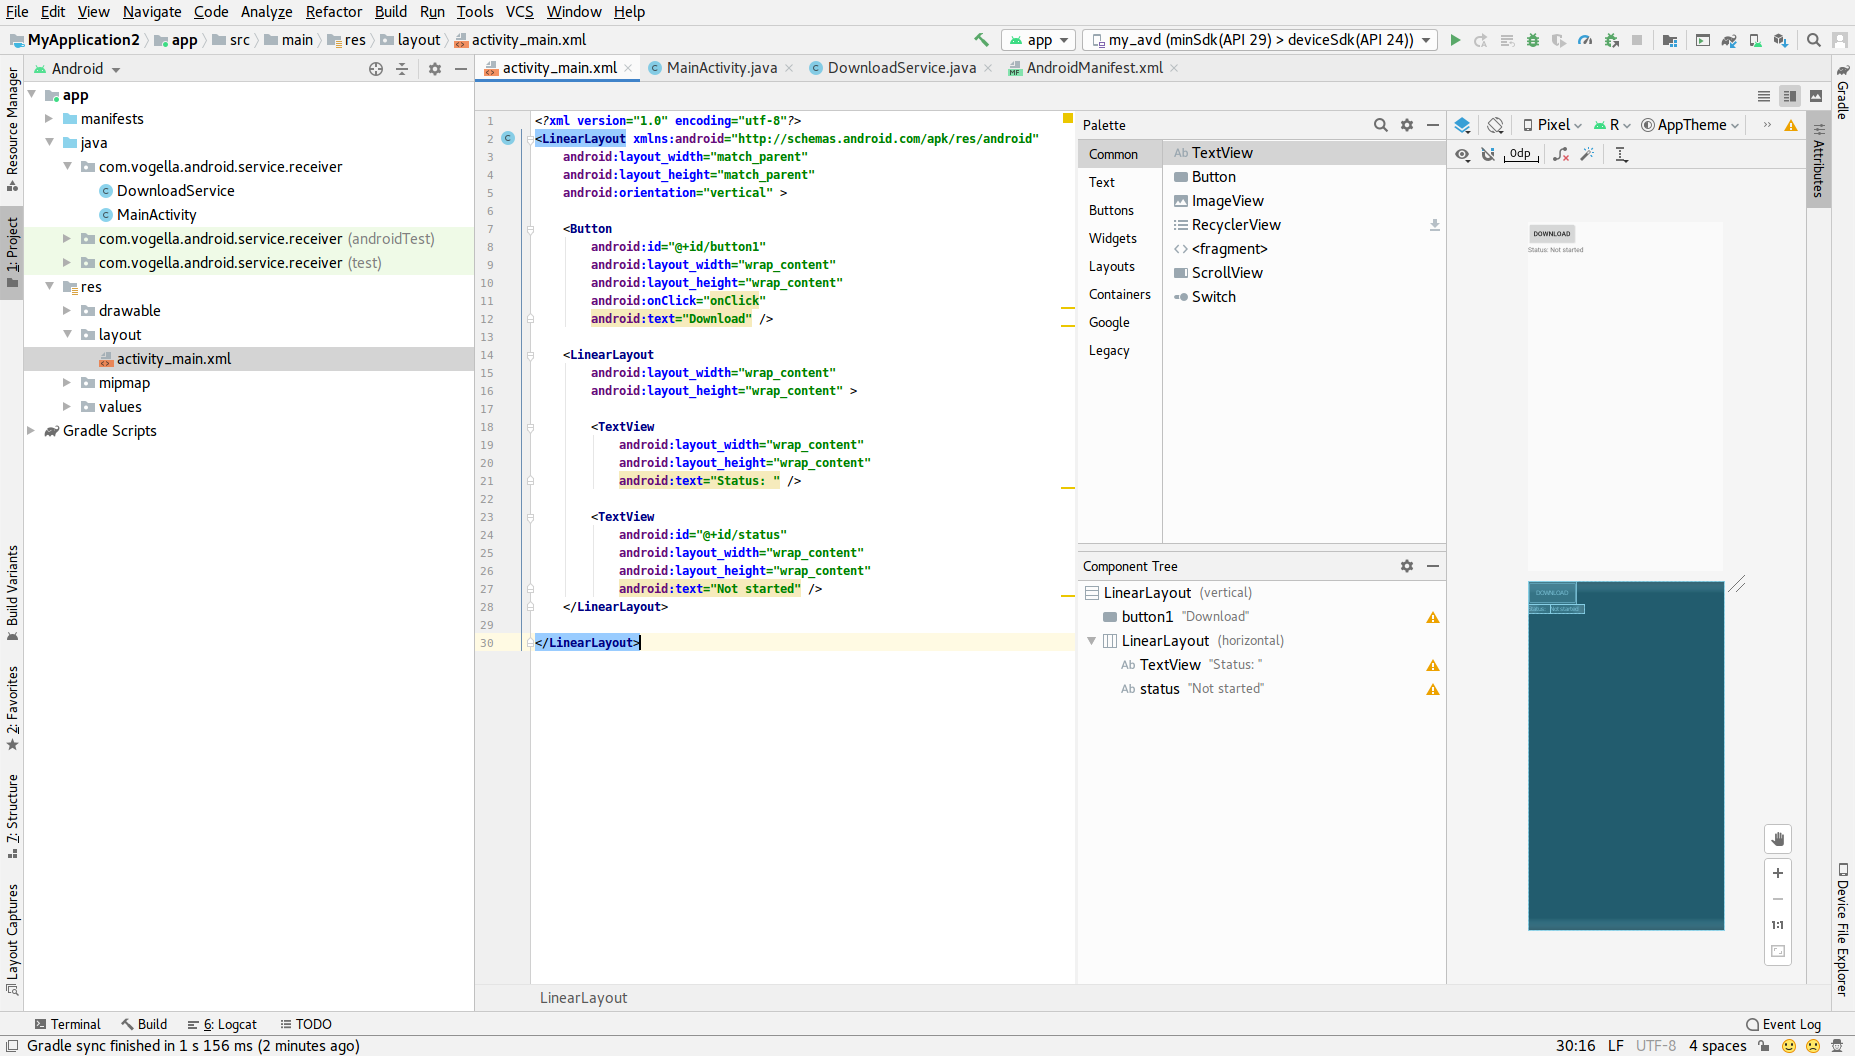 File Edit View Navigate Code Analyze Refactor Build Run Tools VCS Window Help
MyApplication2 app src main res layout activity_main.xml app my_avd (minSdk(API 29) > deviceSdk(API 24))
Android
activity_main.xml MainActivity.java DownloadService.java AndroidManifest.xml
Resource Manager
1: Project
Build Variants
2: Favorites
7: Structure
Layout Captures
app
manifests
java
com.vogella.android.service.receiver
DownloadService
MainActivity
com.vogella.android.service.receiver (androidTest)
com.vogella.android.service.receiver (test)
res
drawable
layout
activity_main.xml
mipmap
values
Gradle Scripts
1 <?xml version="1.0" encoding="utf-8"?>
2 <LinearLayout xmlns:android="http://schemas.android.com/apk/res/android"
3 android:layout_width="match_parent"
4 android:layout_height="match_parent"
5 android:orientation="vertical" >
6
7 <Button
8 android:id="@+id/button1"
9 android:layout_width="wrap_content"
10 android:layout_height="wrap_content"
11 android:onClick="onClick"
12 android:text="Download" />
13
14 <LinearLayout
15 android:layout_width="wrap_content"
16 android:layout_height="wrap_content" >
17
18 <TextView
19 android:layout_width="wrap_content"
20 android:layout_height="wrap_content"
21 android:text="Status: " />
22
23 <TextView
24 android:id="@+id/status"
25 android:layout_width="wrap_content"
26 android:layout_height="wrap_content"
27 android:text="Not started" />
28 </LinearLayout>
29
30 </LinearLayout>
LinearLayout
Palette
Common
Text
Buttons
Widgets
Layouts
Containers
Google
Legacy
Ab TextView
Button
ImageView
RecyclerView
<fragment>
ScrollView
Switch
Component Tree
LinearLayout (vertical)
button1 "Download"
LinearLayout (horizontal)
Ab TextView "Status: "
Ab status "Not started"
Pixel R AppTheme
0dp
DOWNLOAD
Status: Not started
DOWNLOAD
Status: Not started
1:1
Gradle
Attributes
Device File Explorer
Terminal Build 6: Logcat TODO Event Log
Gradle sync finished in 1 s 156 ms (2 minutes ago) 30:16 LF UTF-8 4 spaces